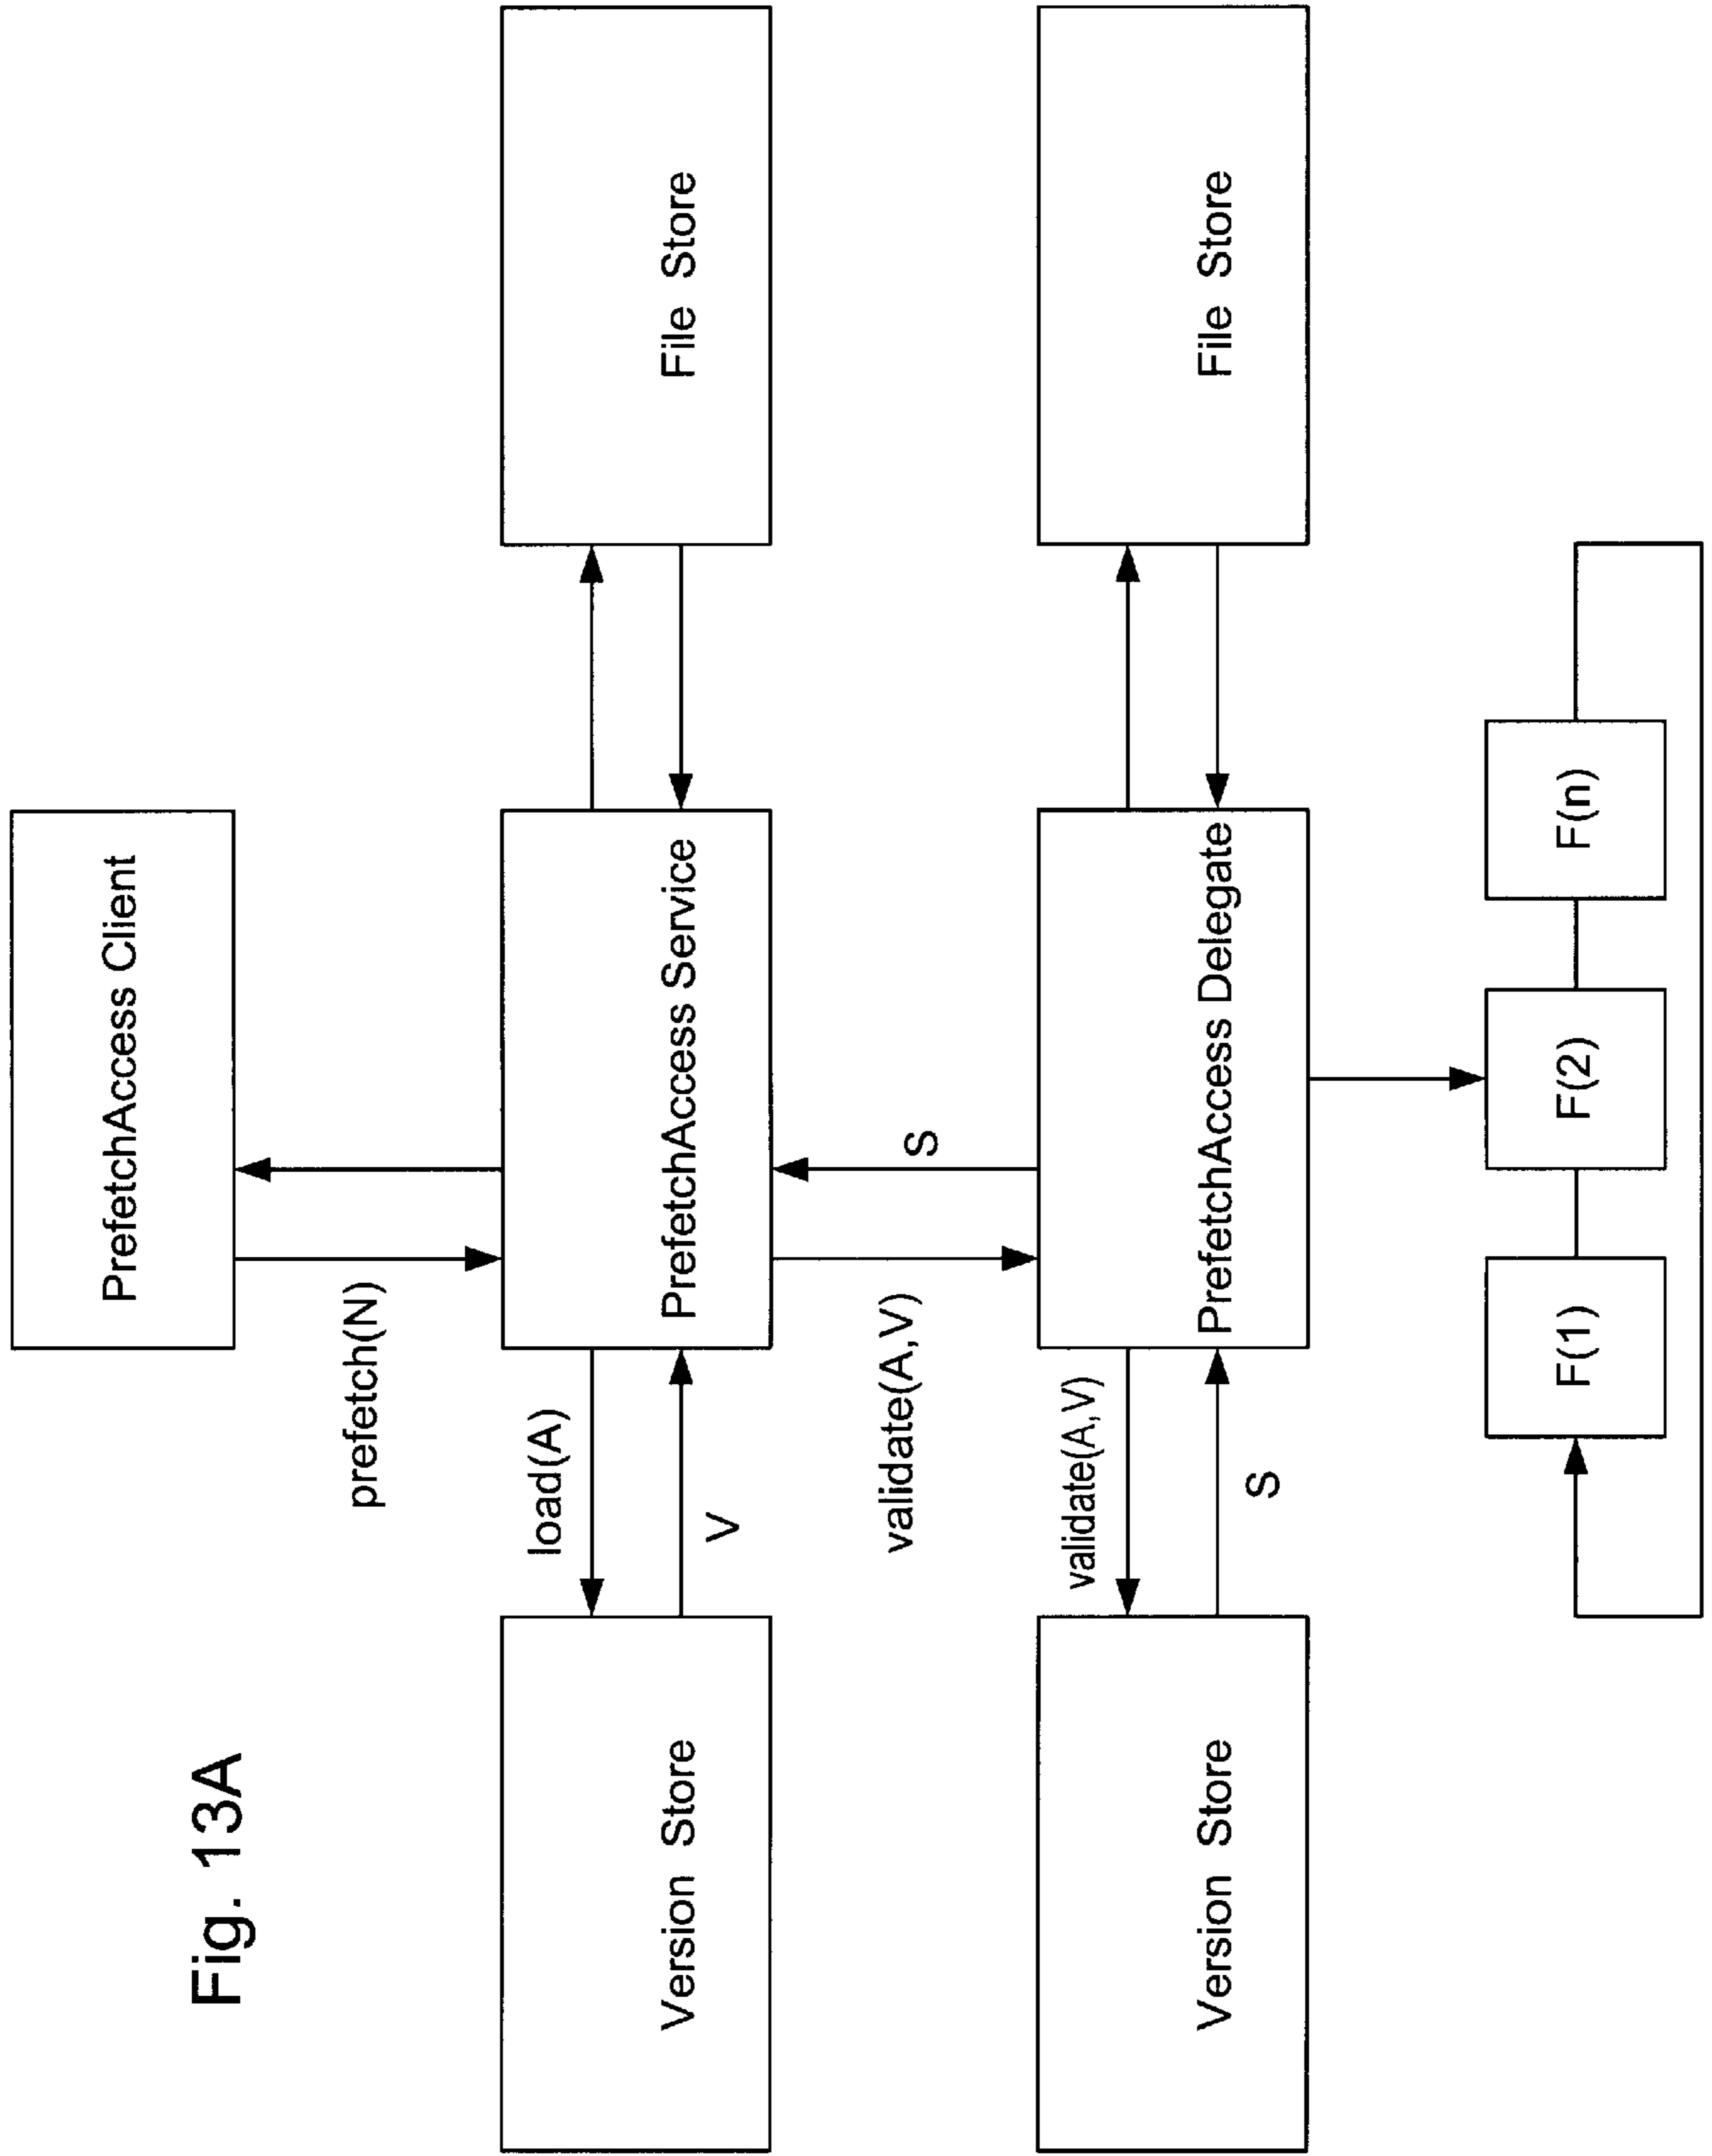 Fig. 13A
PrefetchAccess Client
prefetch(N)
load(A)
V
Version Store
PrefetchAccess Service
File Store
validate(A,V)
S
validate(A,V)
S
Version Store
PrefetchAccess Delegate
File Store
F(1)
F(2)
F(n)